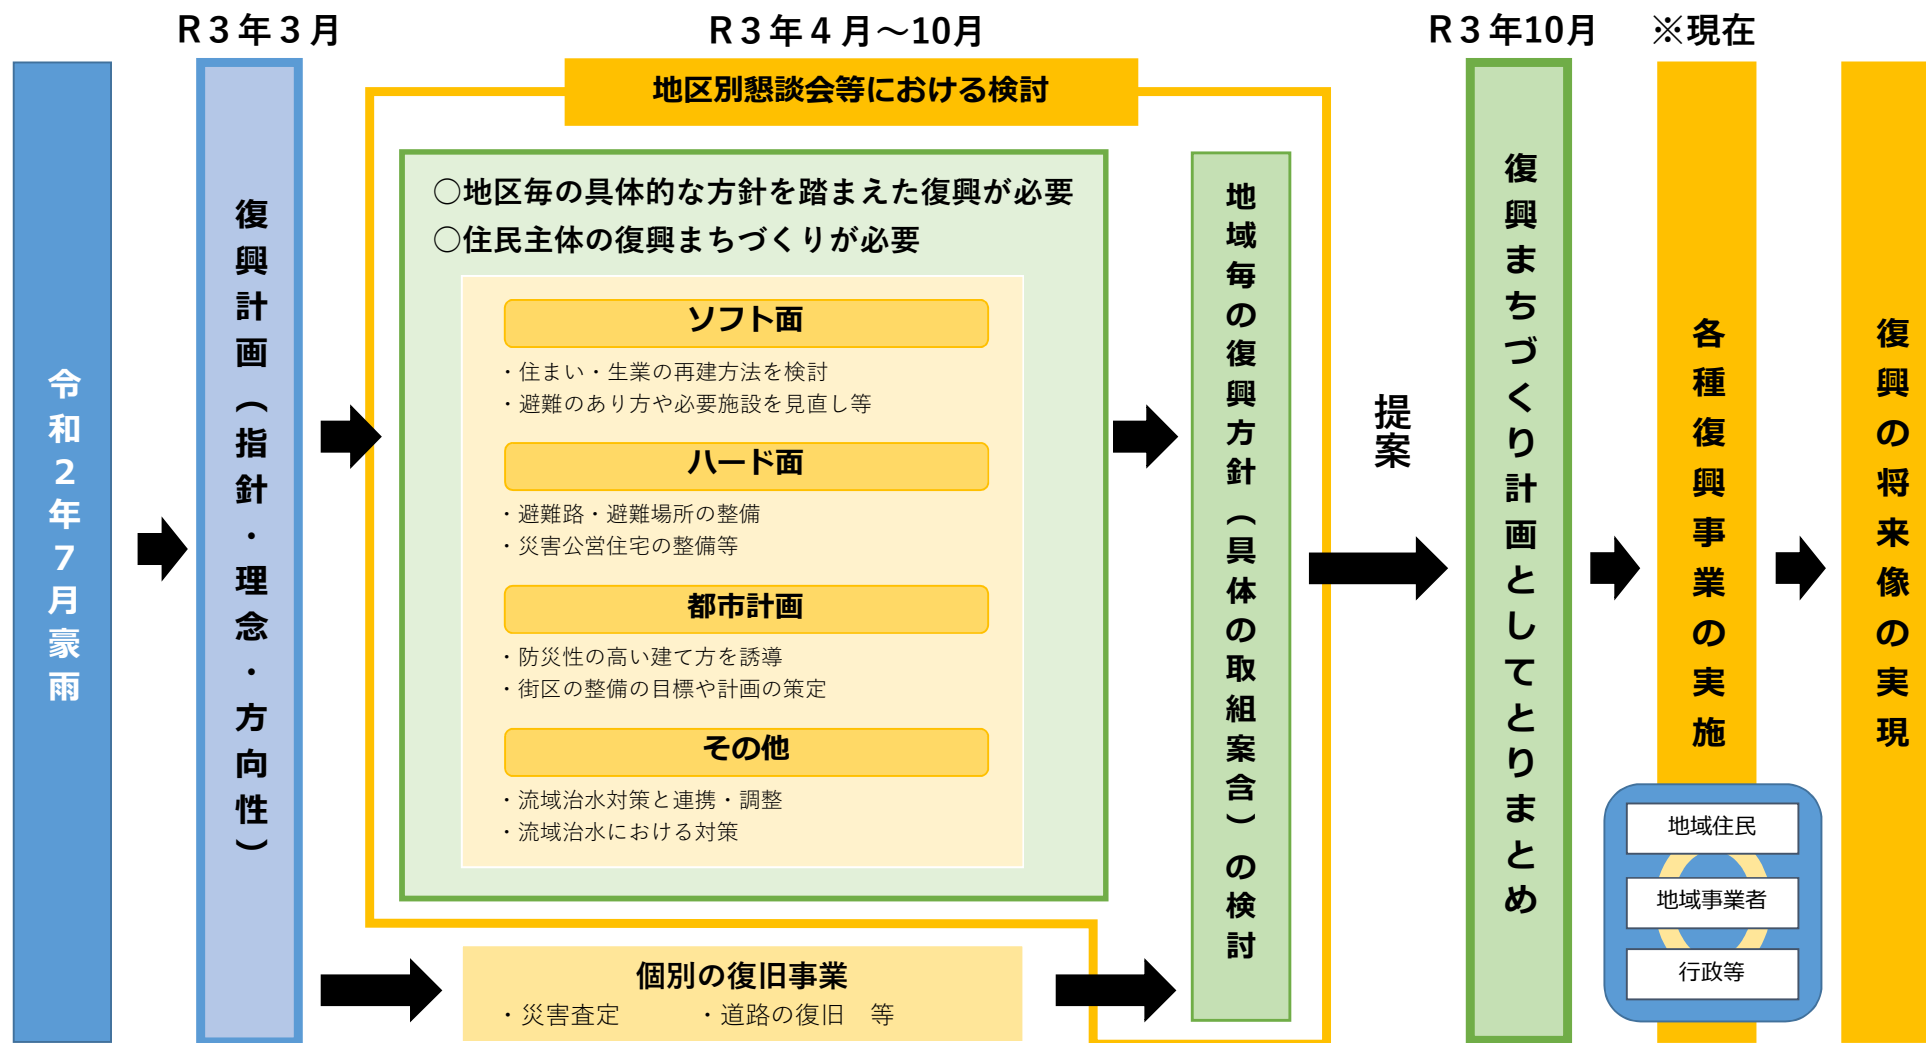 R３年３月
R３年４月～10月
R３年10月
※現在
令和２年７月豪雨
復興計画（指針・理念・方向性）
地区別懇談会等における検討
○地区毎の具体的な方針を踏まえた復興が必要
○住民主体の復興まちづくりが必要
ソフト面
・住まい・生業の再建方法を検討
・避難のあり方や必要施設を見直し等
ハード面
・避難路・避難場所の整備
・災害公営住宅の整備等
都市計画
・防災性の高い建て方を誘導
・街区の整備の目標や計画の策定
その他
・流域治水対策と連携・調整
・流域治水における対策
個別の復旧事業
・災害査定　　　・道路の復旧　等
地域毎の復興方針（具体の取組案含）の検討
提案
復興まちづくり計画としてとりまとめ
各種復興事業の実施
地域住民
地域事業者
行政等
復興の将来像の実現